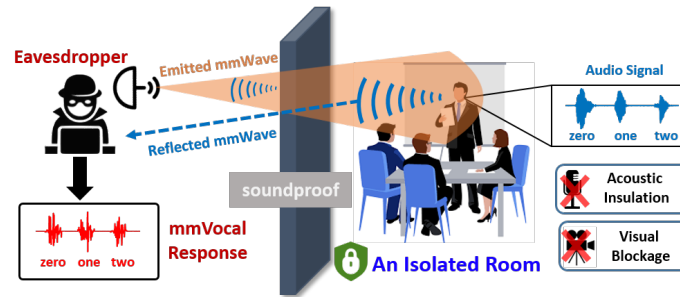 Eavesdropper
Emitted mmWave
Reflected mmWave
soundproof
mmVocal
Response
zero one two
An Isolated Room
Audio Signal
zero one two
Acoustic
Insulation
Visual
Blockage